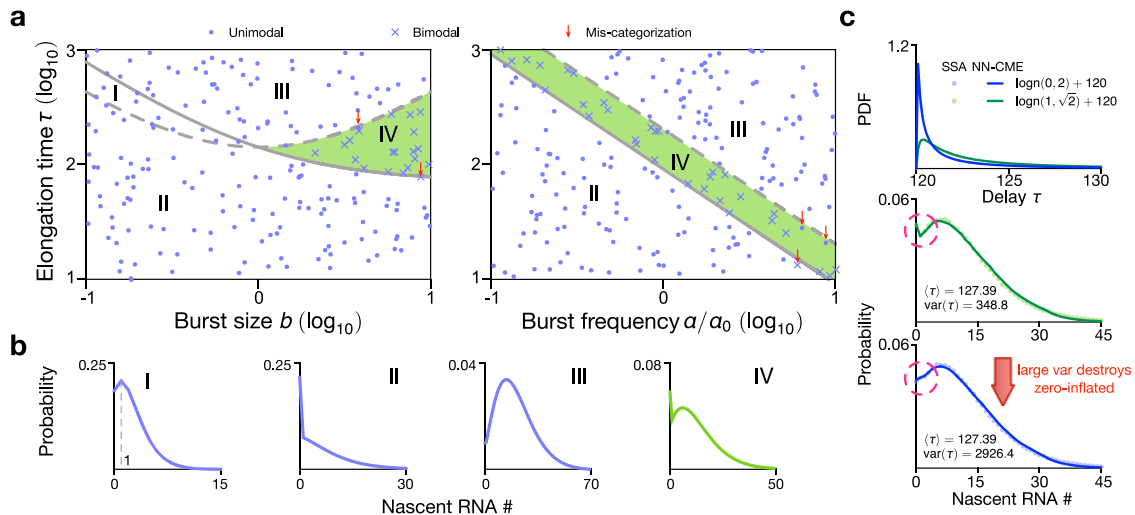 a
Unimodal
Bimodal
Mis-categorization
Elongation time τ (log10)
3
2
1
I
II
III
IV
-1
0
1
Burst size b (log10)
3
2
1
II
III
IV
-1
0
1
Burst frequency α/α0 (log10)
b
Probability
0.25
I
1
0
15
0.25
II
0
30
0.04
III
0
70
0.08
IV
0
50
Nascent RNA #
c
1.2
PDF
SSA NN-CME
logn(0, 2) + 120
logn(1, √2) + 120
120
125
130
Delay τ
Probability
0.06
⟨τ⟩ = 127.39
var(τ) = 348.8
0
15
30
45
0.06
large var destroys
zero-inflated
⟨τ⟩ = 127.39
var(τ) = 2926.4
0
15
30
45
Nascent RNA #